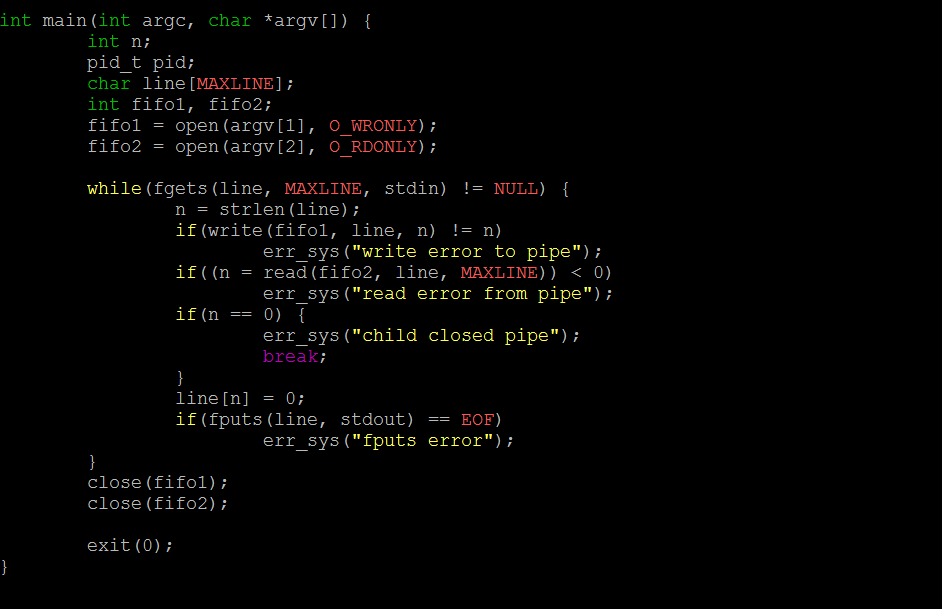 int main(int argc, char *argv[]) {
        int n;
        pid_t pid;
        char line[MAXLINE];
        int fifo1, fifo2;
        fifo1 = open(argv[1], O_WRONLY);
        fifo2 = open(argv[2], O_RDONLY);

        while(fgets(line, MAXLINE, stdin) != NULL) {
                n = strlen(line);
                if(write(fifo1, line, n) != n)
                        err_sys("write error to pipe");
                if((n = read(fifo2, line, MAXLINE)) < 0)
                        err_sys("read error from pipe");
                if(n == 0) {
                        err_sys("child closed pipe");
                        break;
                }
                line[n] = 0;
                if(fputs(line, stdout) == EOF)
                        err_sys("fputs error");
        }
        close(fifo1);
        close(fifo2);

        exit(0);
}